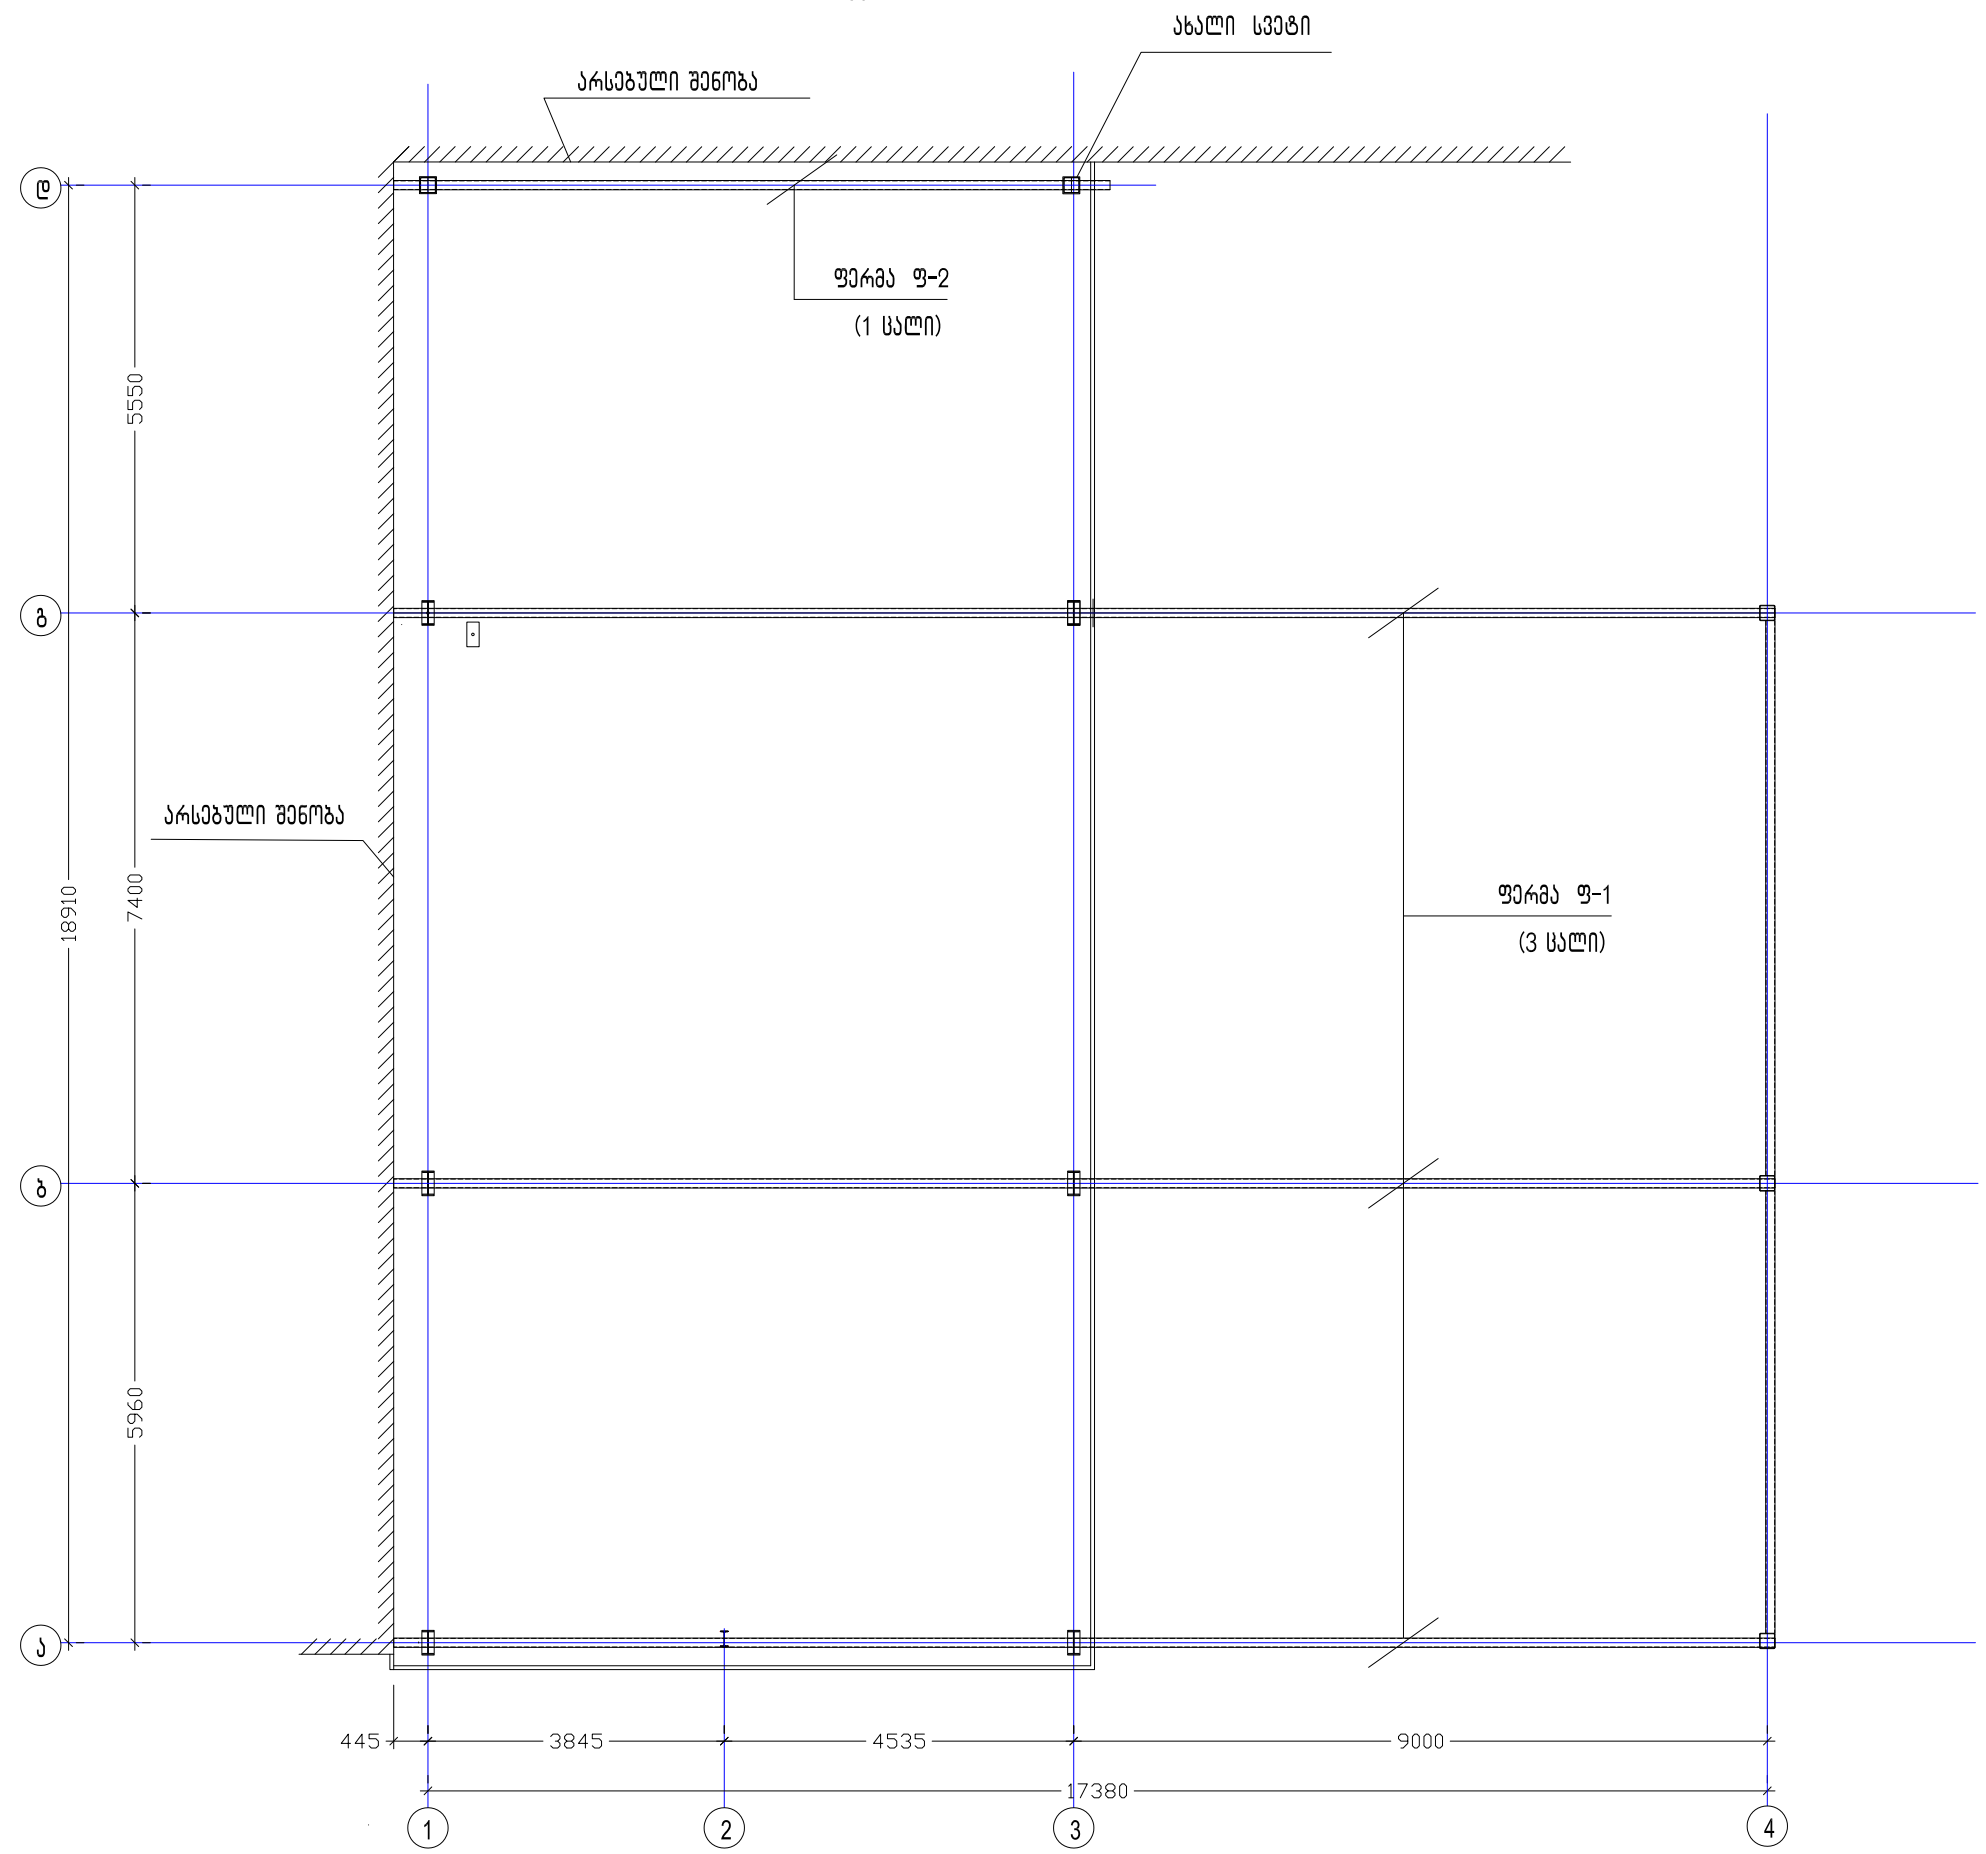 ახალი სვეტი
არსებული შენობა
დ
ფერმა ფ-2
(1 ცალი)
5550
გ
არსებული შენობა
7400
18910
ფერმა ფ-1
(3 ცალი)
ბ
5960
ა
445
3845
4535
9000
17380
1
2
3
4